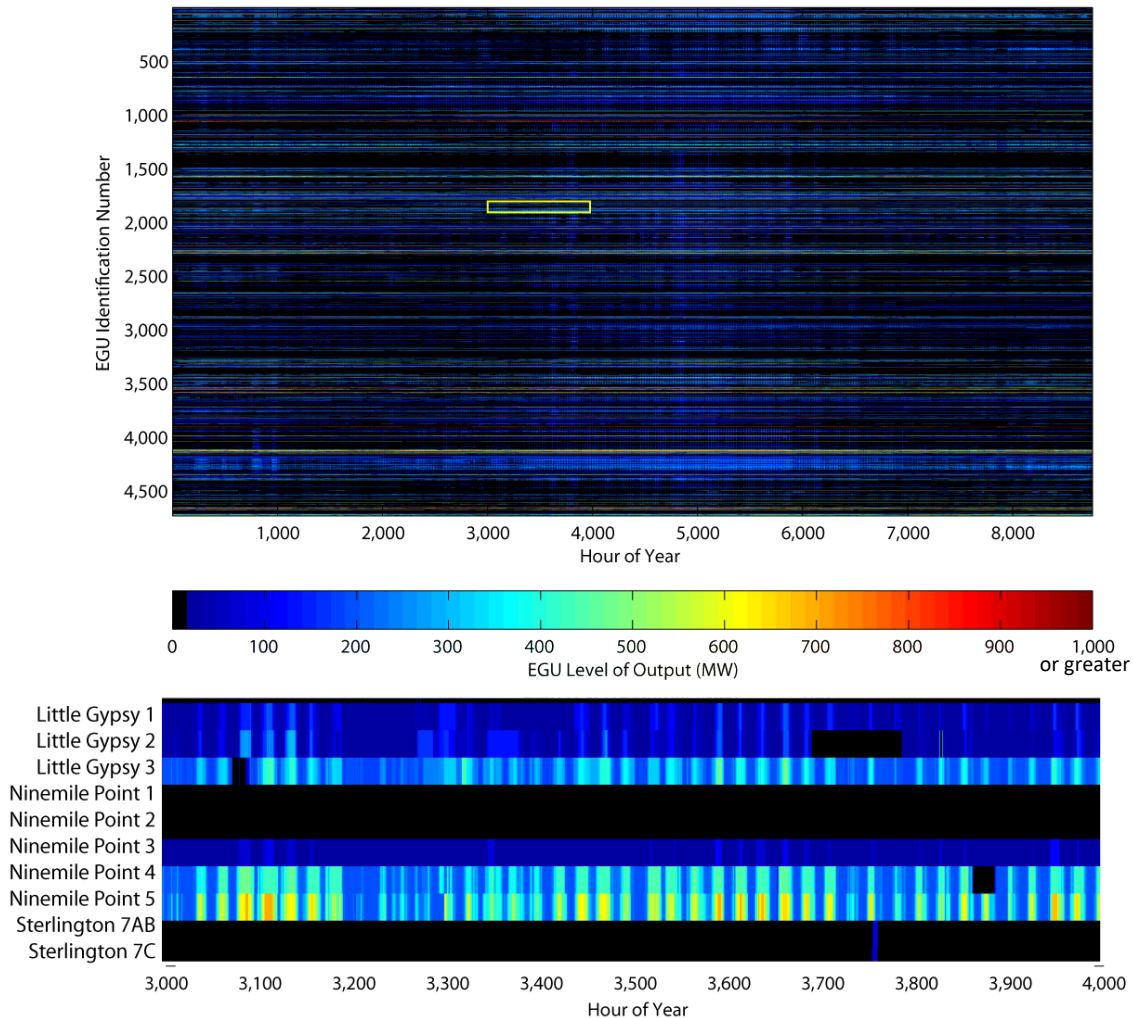 EGU Identification Number
500
1,000
1,500
2,000
2,500
3,000
3,500
4,000
4,500
1,000 2,000 3,000 4,000 5,000 6,000 7,000 8,000
Hour of Year
0 100 200 300 400 500 600 700 800 900 1,000
or greater
EGU Level of Output (MW)
Little Gypsy 1
Little Gypsy 2
Little Gypsy 3
Ninemile Point 1
Ninemile Point 2
Ninemile Point 3
Ninemile Point 4
Ninemile Point 5
Sterlington 7AB
Sterlington 7C
3,000 3,100 3,200 3,300 3,400 3,500 3,600 3,700 3,800 3,900 4,000
Hour of Year